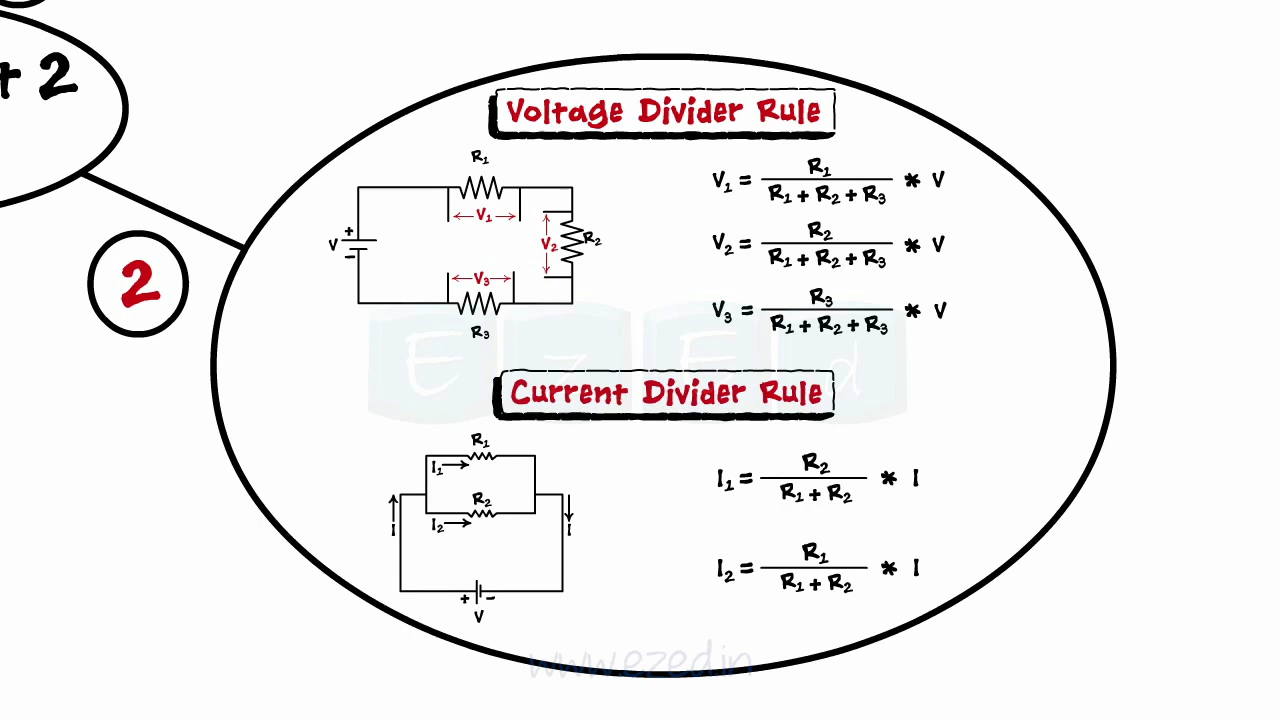 + 2
2
Voltage Divider Rule
R₁
V₁
V
+
-
V₂
R₂
V₃
R₃
V₁ = R₁ / (R₁ + R₂ + R₃) * V
V₂ = R₂ / (R₁ + R₂ + R₃) * V
V₃ = R₃ / (R₁ + R₂ + R₃) * V
EzEd
Current Divider Rule
R₁
I₁
R₂
I₂
I
I
+ -
V
I₁ = R₂ / (R₁ + R₂) * I
I₂ = R₁ / (R₁ + R₂) * I
www.ezed.in